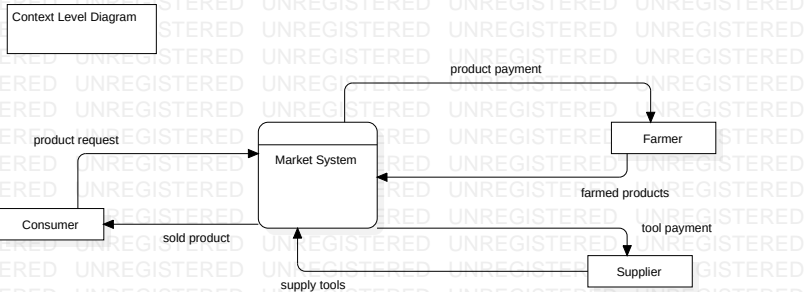 Context Level Diagram
product payment
product request
Farmer
Market System
farmed products
Consumer
sold product
tool payment
Supplier
supply tools
UNREGISTERED